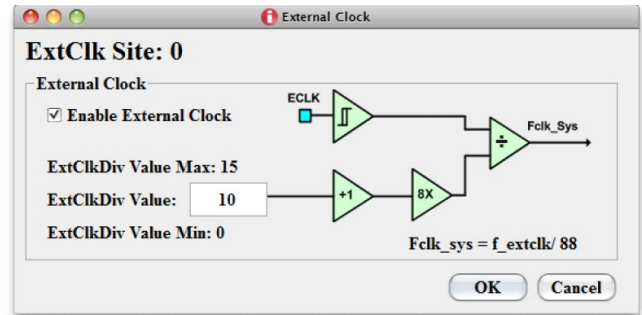 External Clock
ExtClk Site: 0
External Clock
Enable External Clock
ECLK
Fclk_Sys
÷
ExtClkDiv Value Max: 15
ExtClkDiv Value: 10
+1
8X
ExtClkDiv Value Min: 0
Fclk_sys = f_extclk/ 88
OK
Cancel